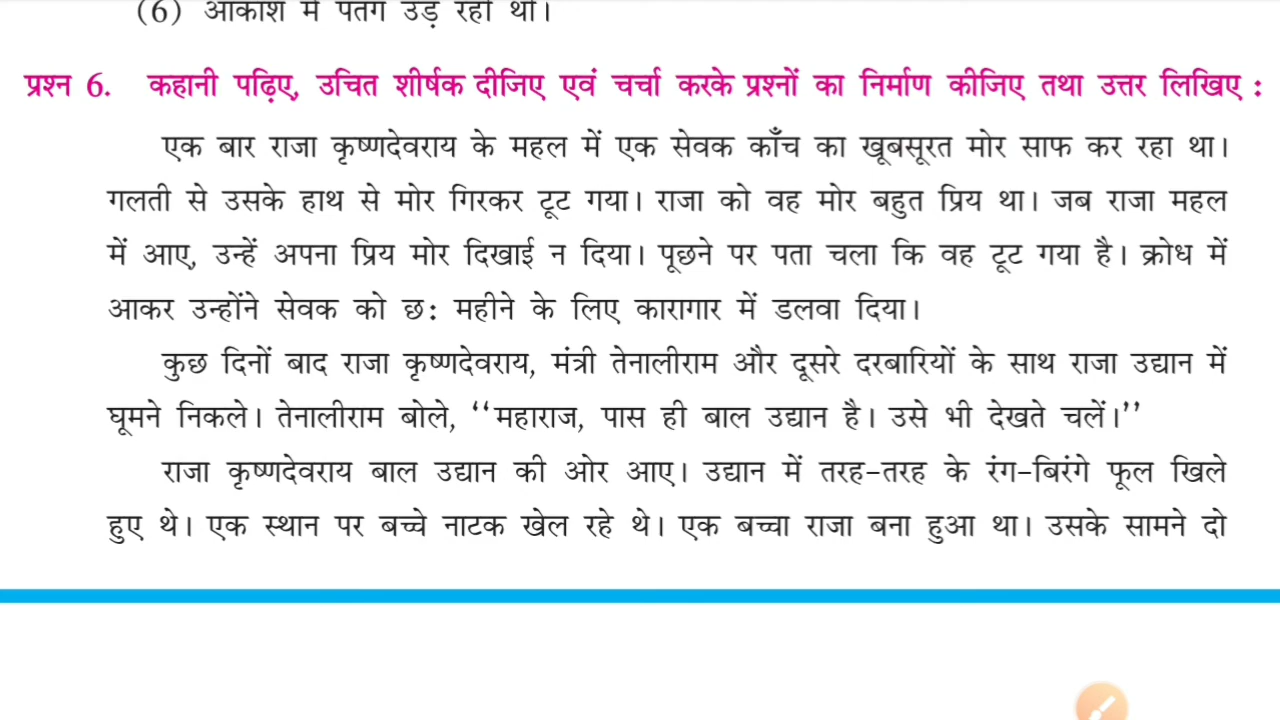 (6) आकाश में पतंग उड़ रही थी।
प्रश्न 6. कहानी पढ़िए, उचित शीर्षक दीजिए एवं चर्चा करके प्रश्नों का निर्माण कीजिए तथा उत्तर लिखिए :
एक बार राजा कृष्णदेवराय के महल में एक सेवक काँच का खूबसूरत मोर साफ कर रहा था।
गलती से उसके हाथ से मोर गिरकर टूट गया। राजा को वह मोर बहुत प्रिय था। जब राजा महल
में आए, उन्हें अपना प्रिय मोर दिखाई न दिया। पूछने पर पता चला कि वह टूट गया है। क्रोध में
आकर उन्होंने सेवक को छः महीने के लिए कारागार में डलवा दिया।
कुछ दिनों बाद राजा कृष्णदेवराय, मंत्री तेनालीराम और दूसरे दरबारियों के साथ राजा उद्यान में
घूमने निकले। तेनालीराम बोले, ‘‘महाराज, पास ही बाल उद्यान है। उसे भी देखते चलें।’’
राजा कृष्णदेवराय बाल उद्यान की ओर आए। उद्यान में तरह-तरह के रंग-बिरंगे फूल खिले
हुए थे। एक स्थान पर बच्चे नाटक खेल रहे थे। एक बच्चा राजा बना हुआ था। उसके सामने दो